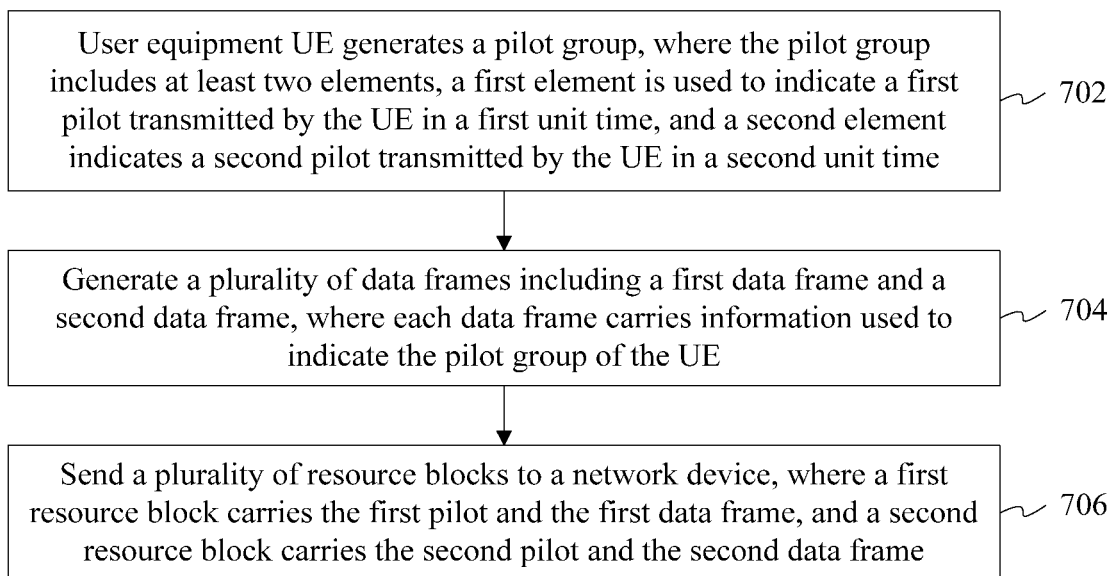 User equipment UE generates a pilot group, where the pilot group
includes at least two elements, a first element is used to indicate a first
pilot transmitted by the UE in a first unit time, and a second element
indicates a second pilot transmitted by the UE in a second unit time
702
Generate a plurality of data frames including a first data frame and a
second data frame, where each data frame carries information used to
indicate the pilot group of the UE
704
Send a plurality of resource blocks to a network device, where a first
resource block carries the first pilot and the first data frame, and a second
resource block carries the second pilot and the second data frame
706